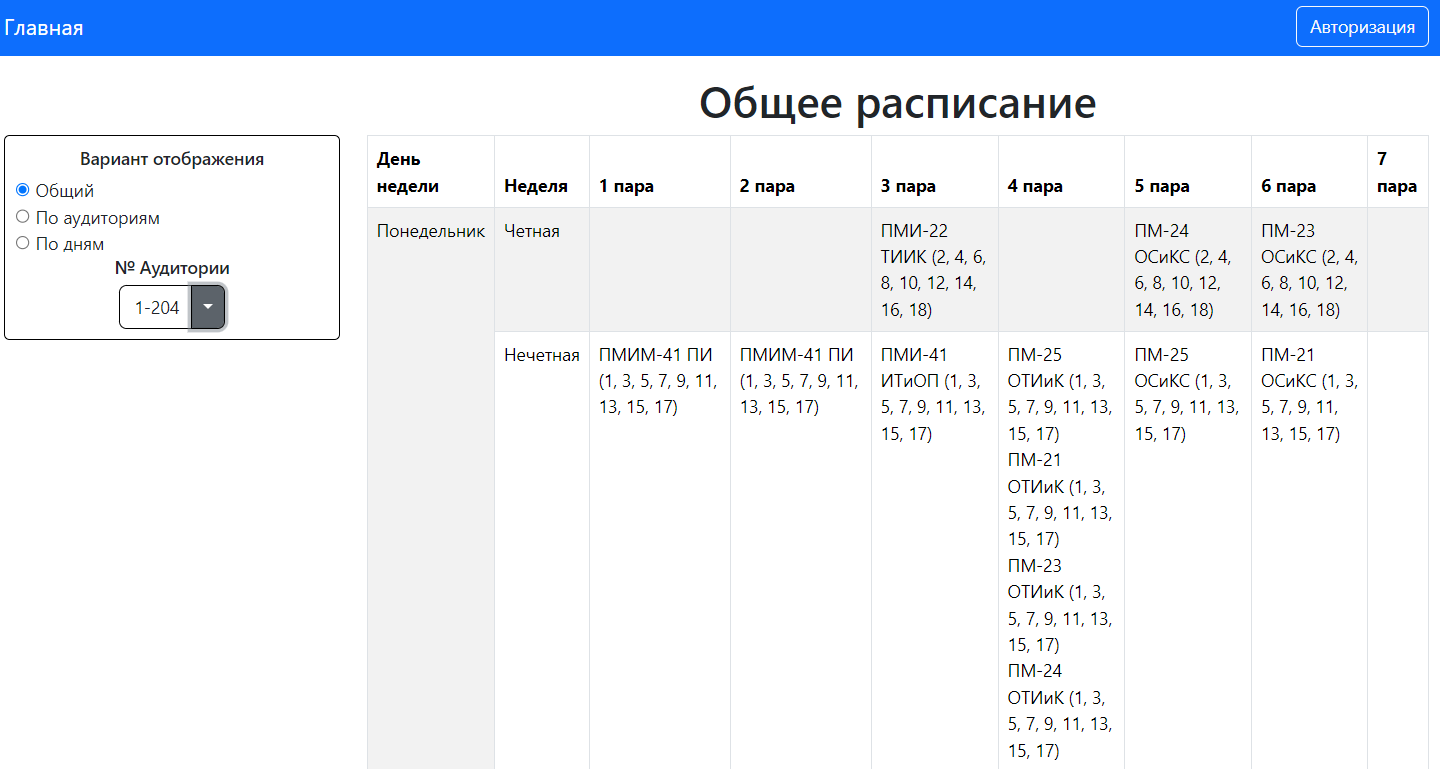 Главная
Авторизация
Общее расписание
Вариант отображения
Общий
По аудиториям
По дням
№ Аудитории
1-204
День
недели
Неделя
1 пара
2 пара
3 пара
4 пара
5 пара
6 пара
7
пара
Понедельник
Четная
ПМИ-22
ТИИК (2, 4, 6,
8, 10, 12, 14,
16, 18)
ПМ-24
ОСиКС (2, 4,
6, 8, 10, 12,
14, 16, 18)
ПМ-23
ОСиКС (2, 4,
6, 8, 10, 12,
14, 16, 18)
Нечетная
ПМИМ-41 ПИ
(1, 3, 5, 7, 9, 11,
13, 15, 17)
ПМИМ-41 ПИ
(1, 3, 5, 7, 9, 11,
13, 15, 17)
ПМИ-41
ИТиОП (1, 3,
5, 7, 9, 11, 13,
15, 17)
ПМ-25
ОТИиК (1, 3,
5, 7, 9, 11, 13,
15, 17)
ПМ-21
ОТИиК (1, 3,
5, 7, 9, 11, 13,
15, 17)
ПМ-23
ОТИиК (1, 3,
5, 7, 9, 11, 13,
15, 17)
ПМ-24
ОТИиК (1, 3,
5, 7, 9, 11, 13,
15, 17)
ПМ-25
ОСиКС (1, 3,
5, 7, 9, 11, 13,
15, 17)
ПМ-21
ОСиКС (1, 3,
5, 7, 9, 11,
13, 15, 17)